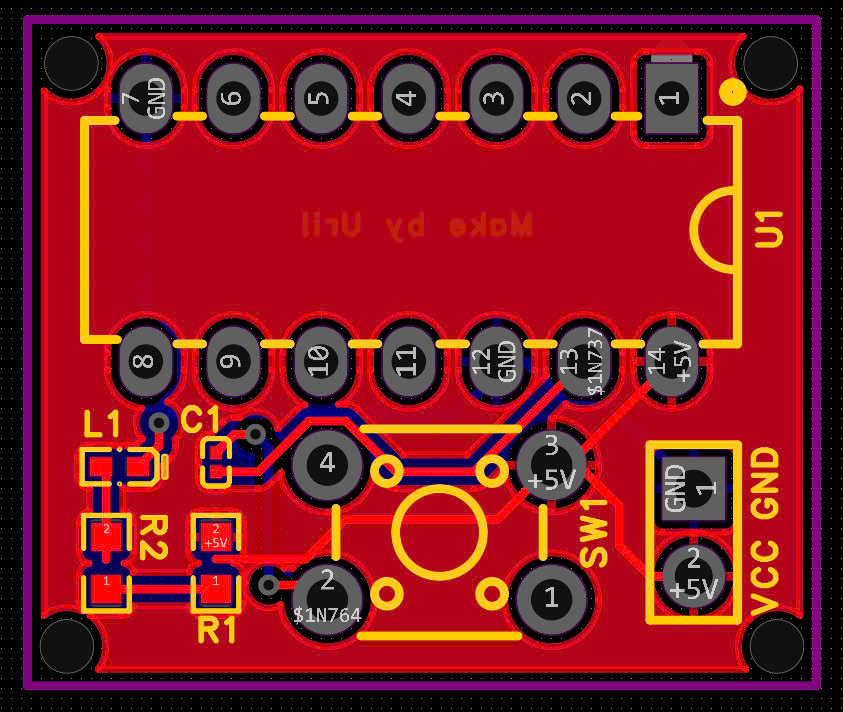 7 GND
6
5
4
3
2
1
Make by Uril
U1
8
9
10
11
12 GND
13 $1N737
14 +5V
L1
C1
4
3 +5V
GND 1
GND
R2
2
2 +5V
SW1
1
1
2 $1N764
1
2 +5V
VCC
R1